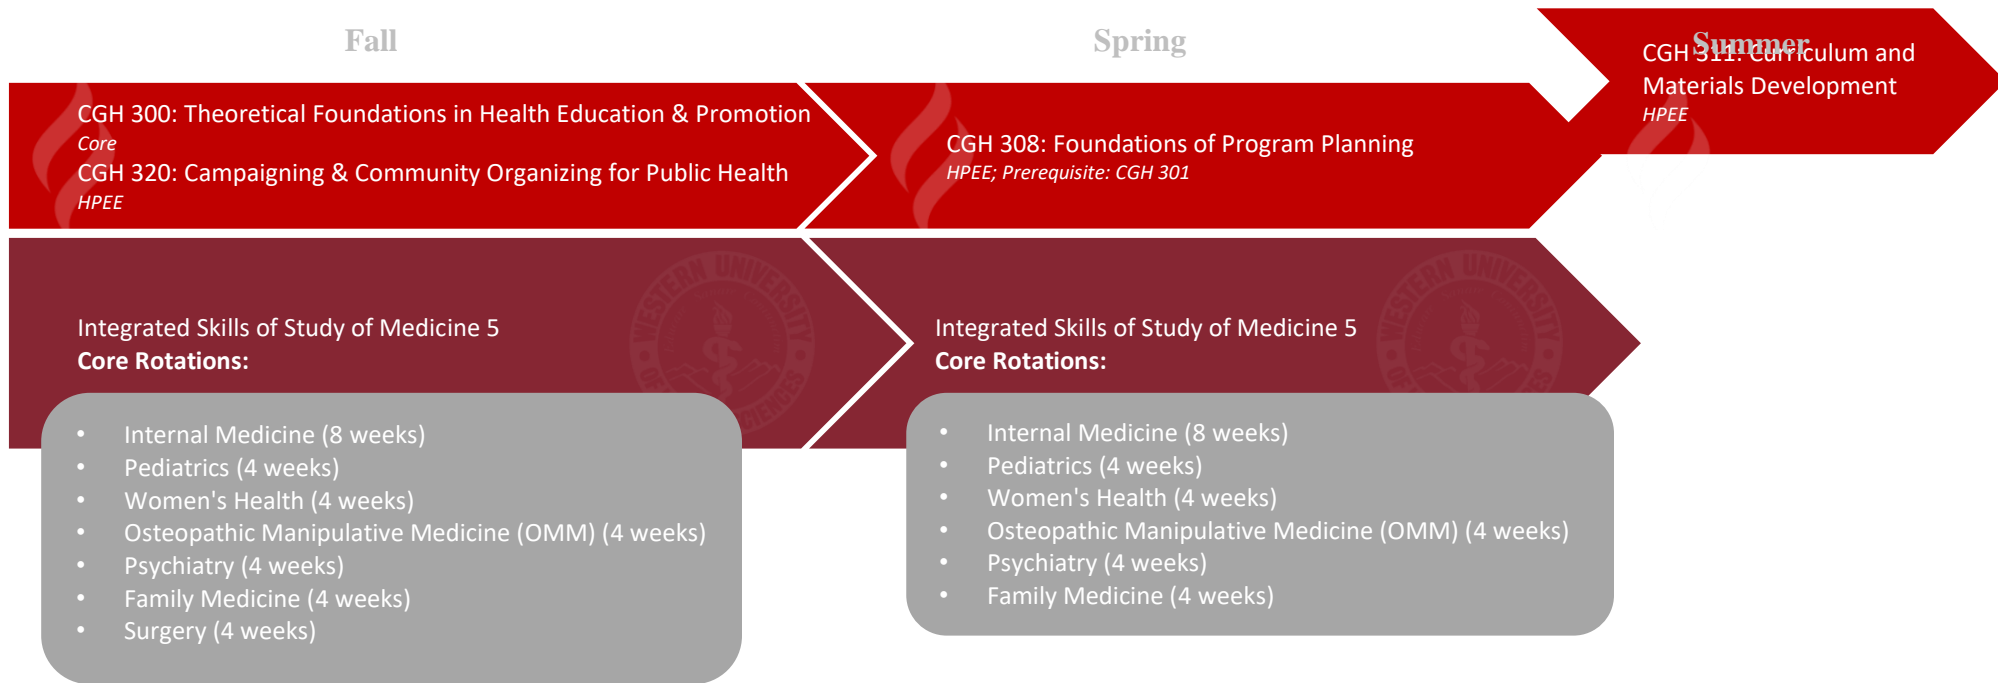 Fall
Spring
Summer
CGH 300: Theoretical Foundations in Health Education & Promotion
Core
CGH 320: Campaigning & Community Organizing for Public Health
HPEE
CGH 308: Foundations of Program Planning
HPEE; Prerequisite: CGH 301
CGH 311: Curriculum and
Materials Development
HPEE
Integrated Skills of Study of Medicine 5
Core Rotations:
• Internal Medicine (8 weeks)
• Pediatrics (4 weeks)
• Women's Health (4 weeks)
• Osteopathic Manipulative Medicine (OMM) (4 weeks)
• Psychiatry (4 weeks)
• Family Medicine (4 weeks)
• Surgery (4 weeks)
Integrated Skills of Study of Medicine 5
Core Rotations:
• Internal Medicine (8 weeks)
• Pediatrics (4 weeks)
• Women's Health (4 weeks)
• Osteopathic Manipulative Medicine (OMM) (4 weeks)
• Psychiatry (4 weeks)
• Family Medicine (4 weeks)
WESTERN UNIVERSITY
WESTERN UNIVERSITY